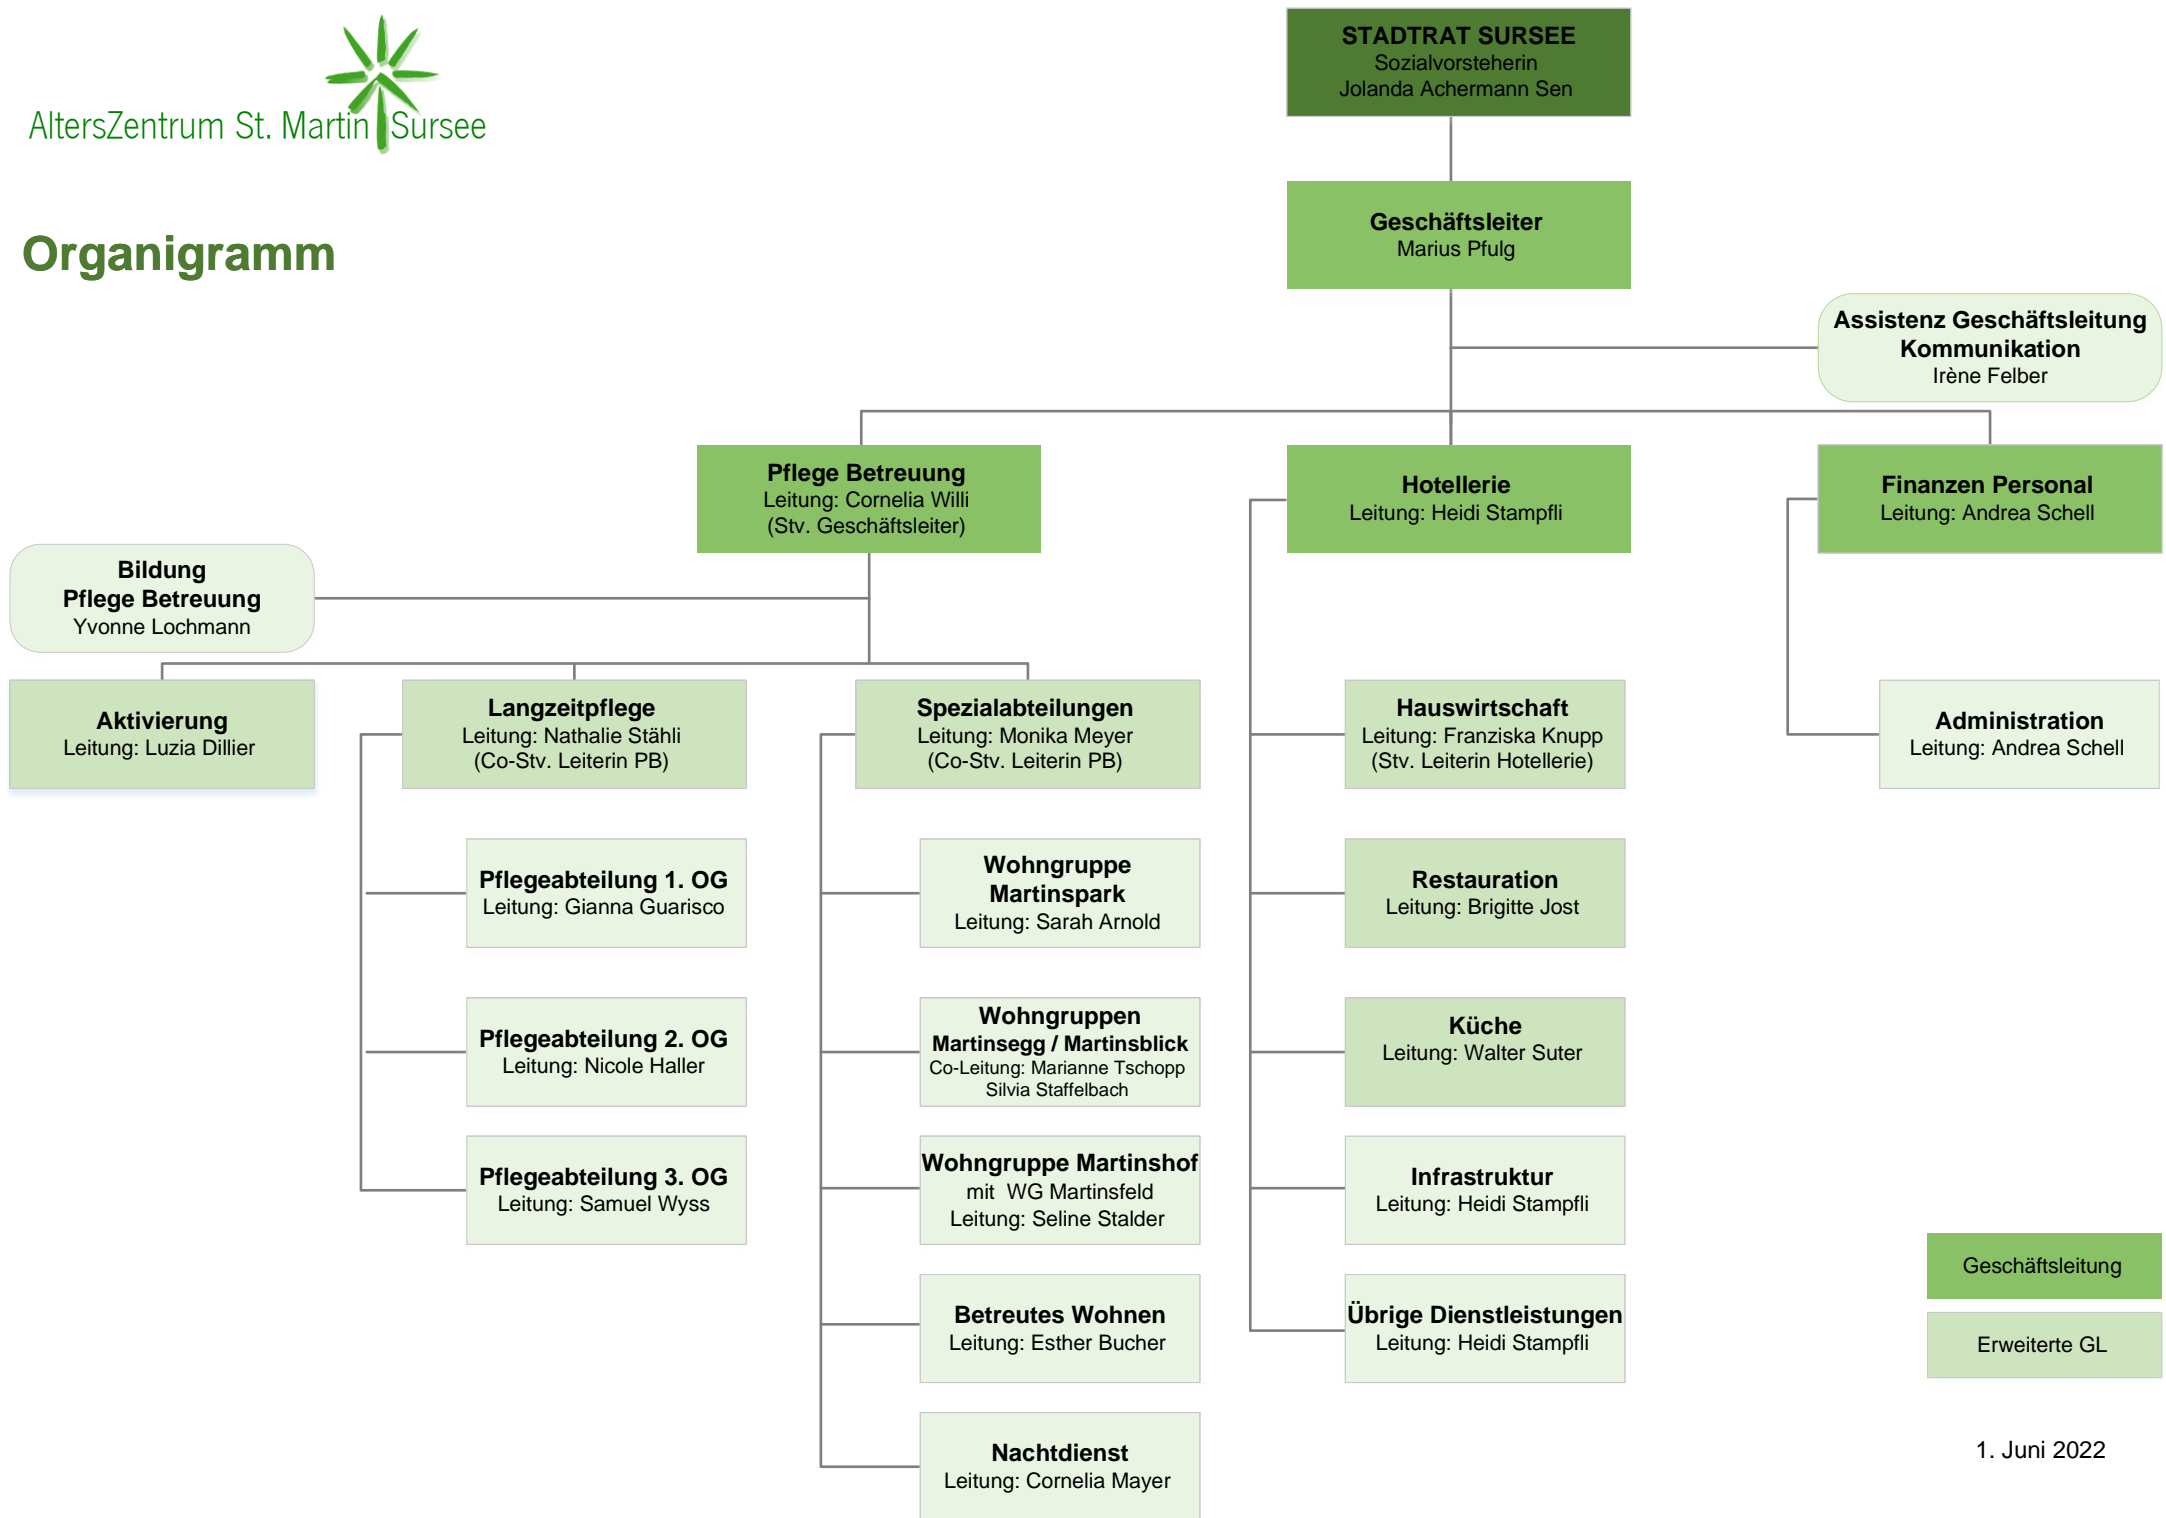 AltersZentrum St. Martin Sursee
Organigramm
STADTRAT SURSEE
Sozialvorsteherin
Jolanda Achermann Sen
Geschäftsleiter
Marius Pfulg
Assistenz Geschäftsleitung
Kommunikation
Irène Felber
Pflege Betreuung
Leitung: Cornelia Willi
(Stv. Geschäftsleiter)
Hotellerie
Leitung: Heidi Stampfli
Finanzen Personal
Leitung: Andrea Schell
Bildung
Pflege Betreuung
Yvonne Lochmann
Aktivierung
Leitung: Luzia Dillier
Langzeitpflege
Leitung: Nathalie Stähli
(Co-Stv. Leiterin PB)
Spezialabteilungen
Leitung: Monika Meyer
(Co-Stv. Leiterin PB)
Hauswirtschaft
Leitung: Franziska Knupp
(Stv. Leiterin Hotellerie)
Administration
Leitung: Andrea Schell
Pflegeabteilung 1. OG
Leitung: Gianna Guarisco
Wohngruppe
Martinspark
Leitung: Sarah Arnold
Restauration
Leitung: Brigitte Jost
Pflegeabteilung 2. OG
Leitung: Nicole Haller
Wohngruppen
Martinsegg / Martinsblick
Co-Leitung: Marianne Tschopp
Silvia Staffelbach
Küche
Leitung: Walter Suter
Pflegeabteilung 3. OG
Leitung: Samuel Wyss
Wohngruppe Martinshof
mit  WG Martinsfeld
Leitung: Seline Stalder
Infrastruktur
Leitung: Heidi Stampfli
Betreutes Wohnen
Leitung: Esther Bucher
Übrige Dienstleistungen
Leitung: Heidi Stampfli
Nachtdienst
Leitung: Cornelia Mayer
Geschäftsleitung
Erweiterte GL
1. Juni 2022